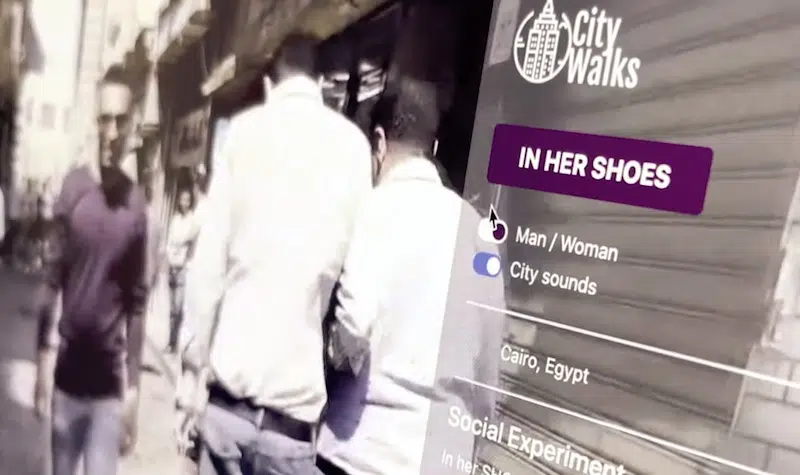 City
Walks
IN HER SHOES
Man / Woman
City sounds
Cairo, Egypt
Social Experiment
In her